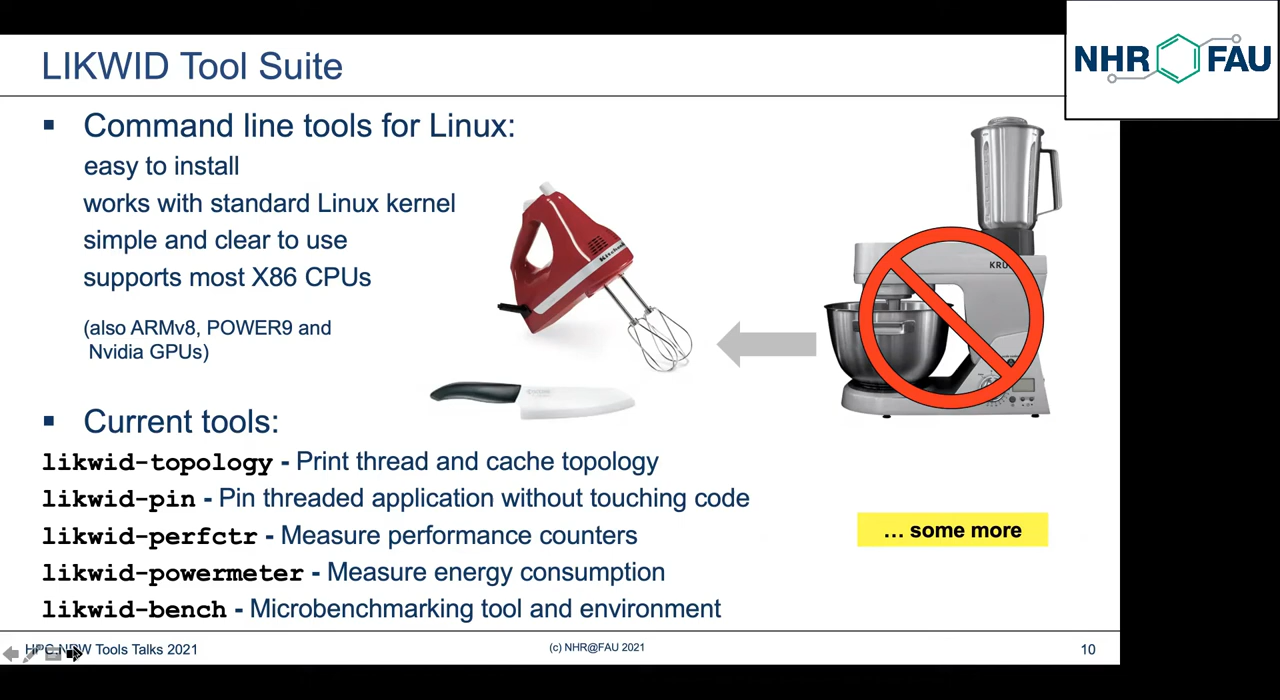 LIKWID Tool Suite
NHR FAU
▪ Command line tools for Linux:
easy to install
works with standard Linux kernel
simple and clear to use
supports most X86 CPUs
(also ARMv8, POWER9 and
Nvidia GPUs)
▪ Current tools:
likwid-topology - Print thread and cache topology
likwid-pin - Pin threaded application without touching code
likwid-perfctr - Measure performance counters
likwid-powermeter - Measure energy consumption
likwid-bench - Microbenchmarking tool and environment
… some more
HPC.NRW Tools Talks 2021
(c) NHR@FAU 2021
10